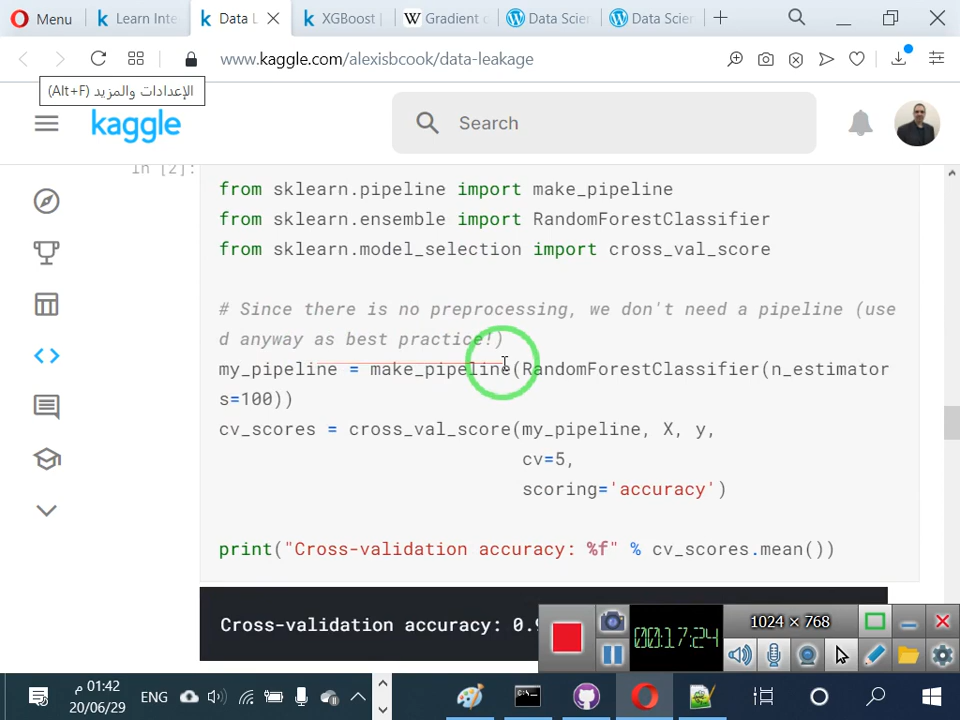 Menu
Learn Inte
Data L
XGBoost |
Gradient
Data Scien
Data Scien
www.kaggle.com/alexisbcook/data-leakage
الإعدادات والمزيد (Alt+F)
kaggle
Search
In [2]:
from sklearn.pipeline import make_pipeline
from sklearn.ensemble import RandomForestClassifier
from sklearn.model_selection import cross_val_score
# Since there is no preprocessing, we don't need a pipeline (use
d anyway as best practice!)
my_pipeline = make_pipeline(RandomForestClassifier(n_estimator
s=100))
cv_scores = cross_val_score(my_pipeline, X, y,
cv=5,
scoring='accuracy')
print("Cross-validation accuracy: %f" % cv_scores.mean())
Cross-validation accuracy: 0.9
00:17:24
1024 × 768
01:42 م
20/06/29
ENG